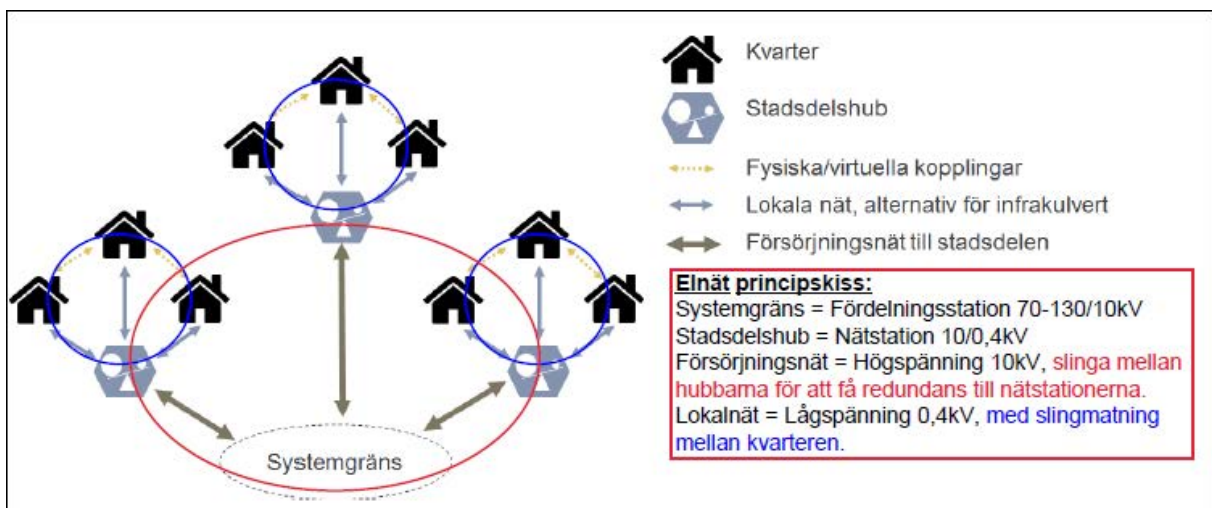 Kvarter
Stadsdelshub
Fysiska/virtuella kopplingar
Lokala nät, alternativ för infrakulvert
Försörjningsnät till stadsdelen
Elnät principskiss:
Systemgräns = Fördelningsstation 70-130/10kV
Stadsdelshub = Nätstation 10/0,4kV
Försörjningsnät = Högspänning 10kV, slinga mellan
hubbarna för att få redundans till nätstationerna.
Lokalnät = Lågspänning 0,4kV, med slingmatning
mellan kvarteren.
Systemgräns